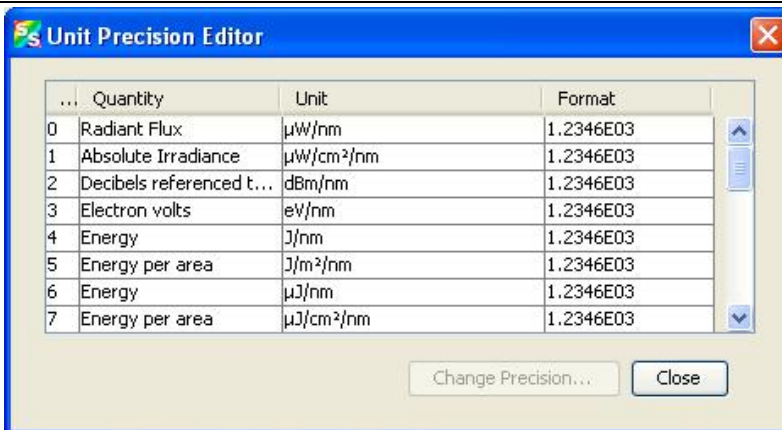 Unit Precision Editor
... Quantity Unit Format
0 Radiant Flux µW/nm 1.2346E03
1 Absolute Irradiance µW/cm²/nm 1.2346E03
2 Decibels referenced t... dBm/nm 1.2346E03
3 Electron volts eV/nm 1.2346E03
4 Energy J/nm 1.2346E03
5 Energy per area J/m²/nm 1.2346E03
6 Energy µJ/nm 1.2346E03
7 Energy per area µJ/cm²/nm 1.2346E03
Change Precision... Close